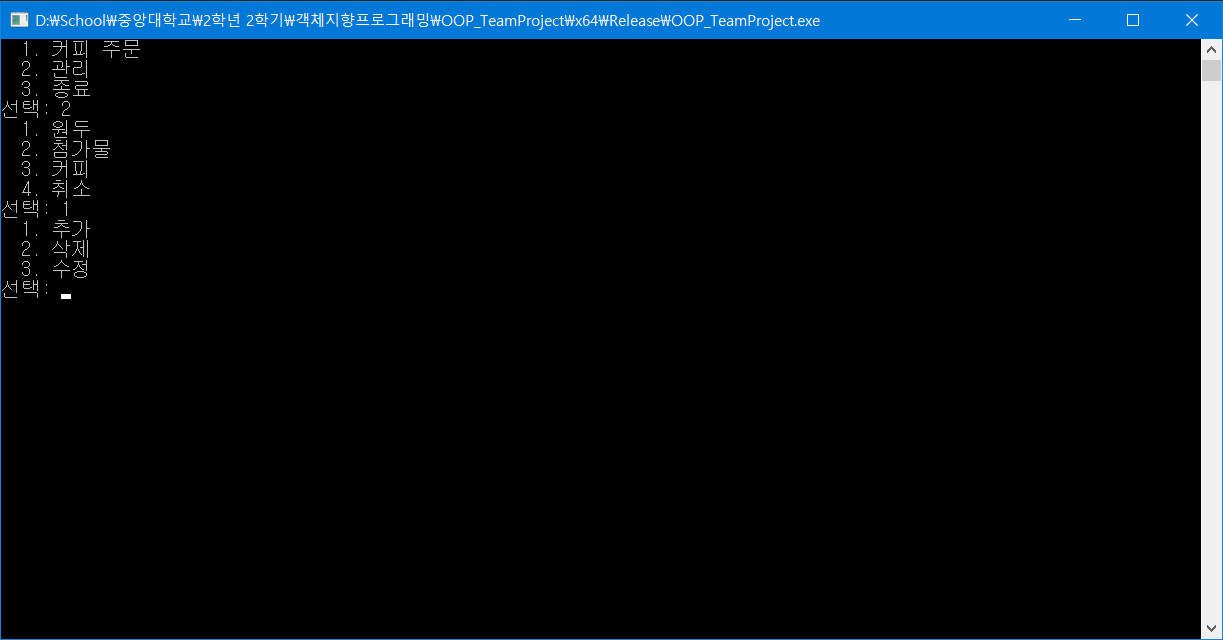 D:₩School₩중앙대학교₩2학년 2학기₩객체지향프로그래밍₩OOP_TeamProject₩x64₩Release₩OOP_TeamProject.exe
1. 커피 주문
2. 관리
3. 종료
선택: 2
1. 원두
2. 첨가물
3. 커피
4. 취소
선택: 1
1. 추가
2. 삭제
3. 수정
선택: